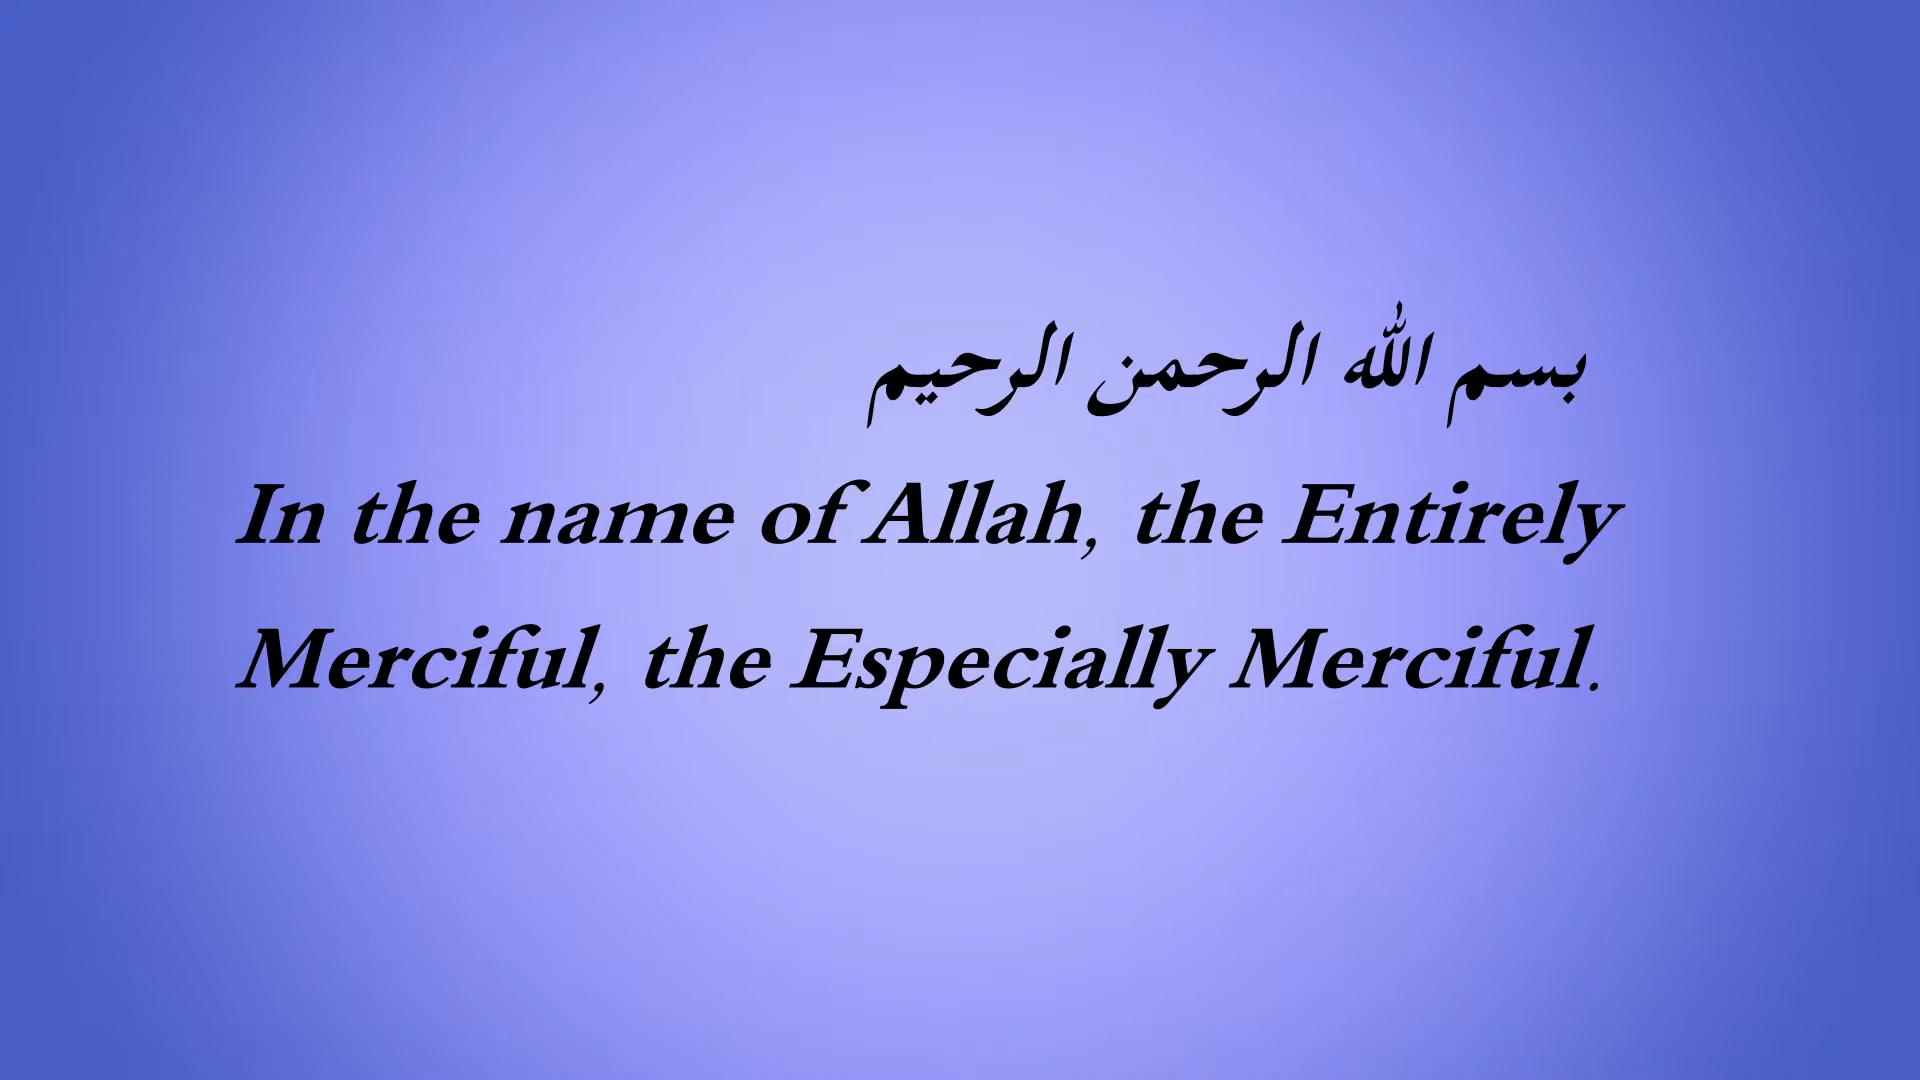 بسم الله الرحمن الرحيم
In the name of Allah, the Entirely
Merciful, the Especially Merciful.